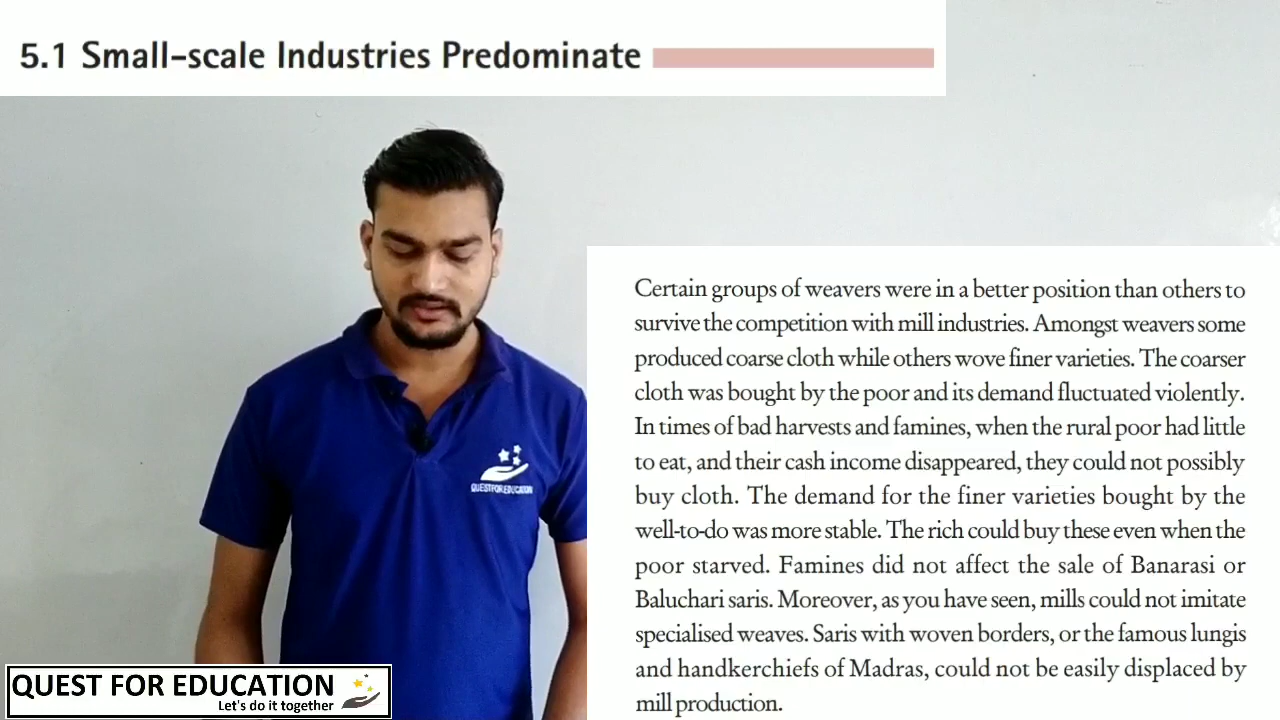 5.1 Small-scale Industries Predominate
Certain groups of weavers were in a better position than others to
survive the competition with mill industries. Amongst weavers some
produced coarse cloth while others wove finer varieties. The coarser
cloth was bought by the poor and its demand fluctuated violently.
In times of bad harvests and famines, when the rural poor had little
to eat, and their cash income disappeared, they could not possibly
buy cloth. The demand for the finer varieties bought by the
well-to-do was more stable. The rich could buy these even when the
poor starved. Famines did not affect the sale of Banarasi or
Baluchari saris. Moreover, as you have seen, mills could not imitate
specialised weaves. Saris with woven borders, or the famous lungis
and handkerchiefs of Madras, could not be easily displaced by
mill production.
QUEST FOR EDUCATION
QUEST FOR EDUCATION
Let's do it together